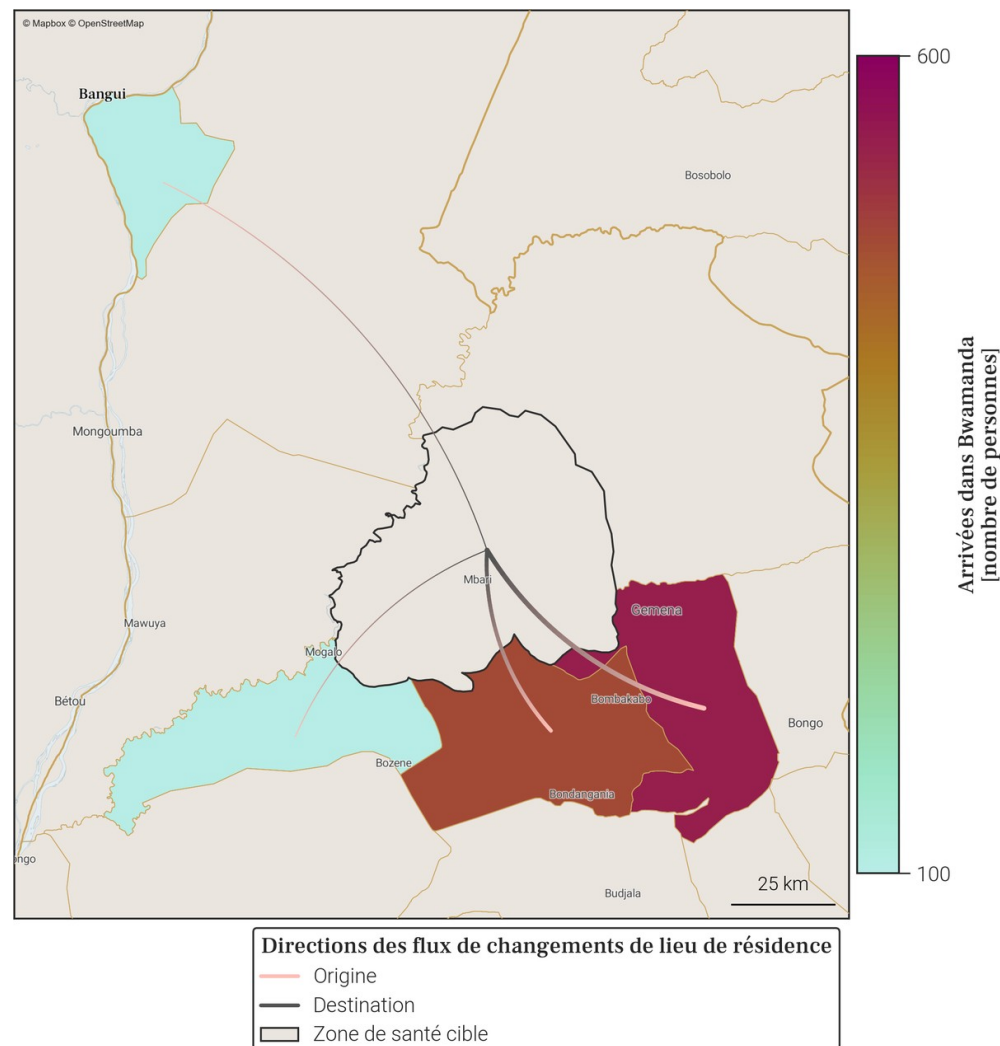 © Mapbox © OpenStreetMap
600
Bangui
Bosobolo
Arrivées dans Bwamanda
[nombre de personnes]
Mongoumba
Mbari
Gemena
Mawuya
Mogalo
Bétou
Bombakabo
Bongo
Bozene
Bondangania
ongo
100
25 km
Budjala
Directions des flux de changements de lieu de résidence
Origine
Destination
Zone de santé cible